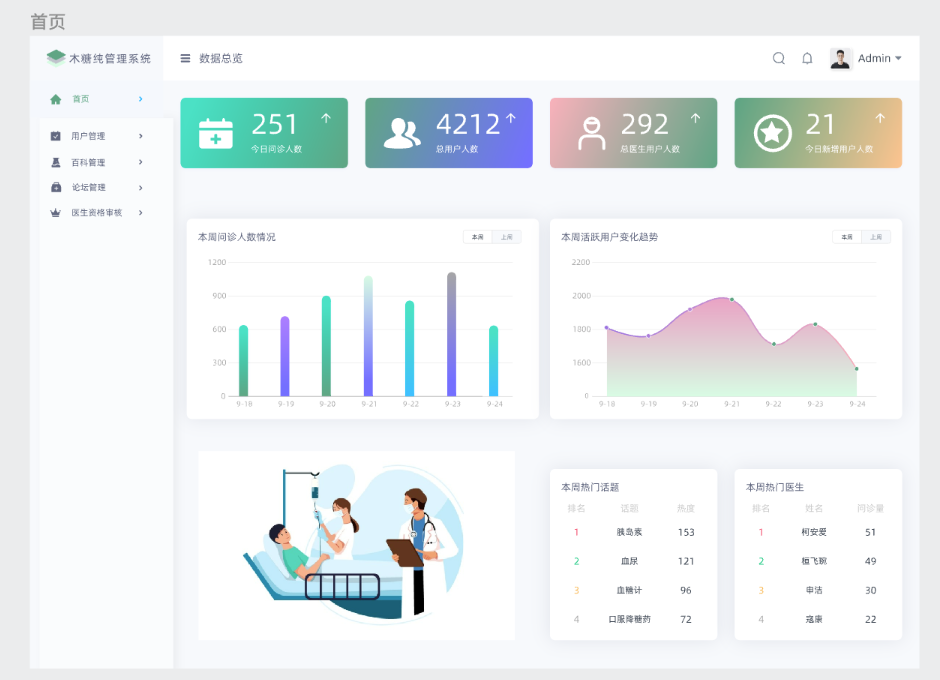 首页
木糖纯管理系统
数据总览
Admin
首页
用户管理
百科管理
论坛管理
医生资格审核
251
今日问诊人数
4212
总用户人数
292
总医生用户人数
21
今日新增用户人数
本周问诊人数情况
本周 上周
1200
900
600
300
0
9-18 9-19 9-20 9-21 9-22 9-23 9-24
本周活跃用户变化趋势
本周 上周
2200
2000
1800
1600
0
9-18 9-19 9-20 9-21 9-22 9-23 9-24
本周热门话题
排名 话题 热度
1 胰岛素 153
2 血尿 121
3 血糖计 96
4 口服降糖药 72
本周热门医生
排名 姓名 问诊量
1 柯安爱 51
2 49
3 申洁 30
4 寇康 22